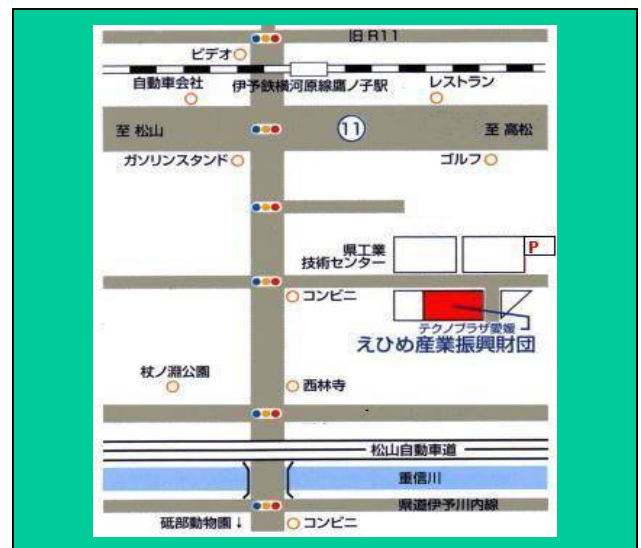 旧R11
ビデオ
自動車会社
伊予鉄横河原線鷹ノ子駅
レストラン
至 松山
11
至 高松
ガソリンスタンド
ゴルフ
県工業
技術センター
P
コンビニ
テクノプラザ愛媛
えひめ産業振興財団
杖ノ淵公園
西林寺
松山自動車道
重信川
県道伊予川内線
砥部動物園↓
コンビニ